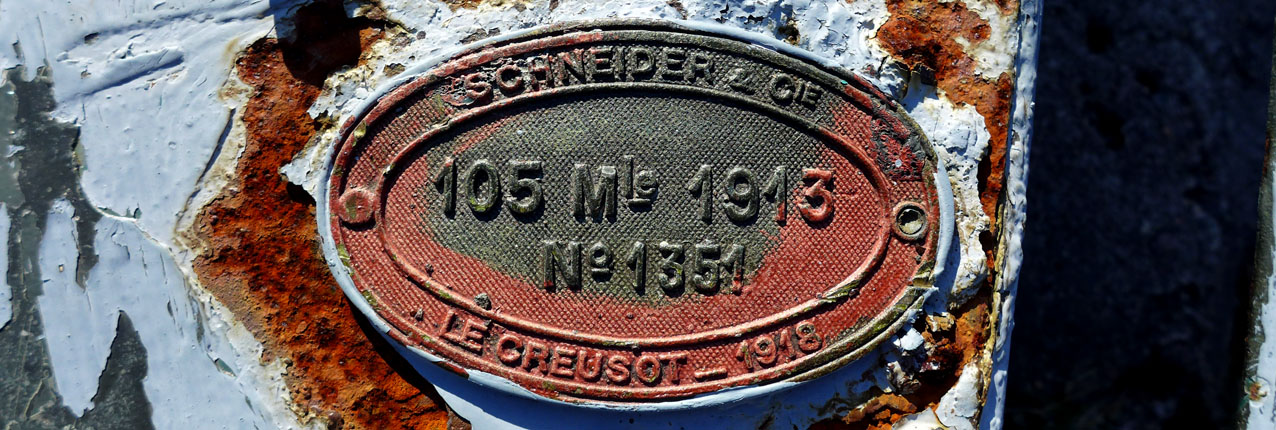 SCHNEIDER & CIE
105 Mle 1913
No 1351
LE CREUSOT - 1918